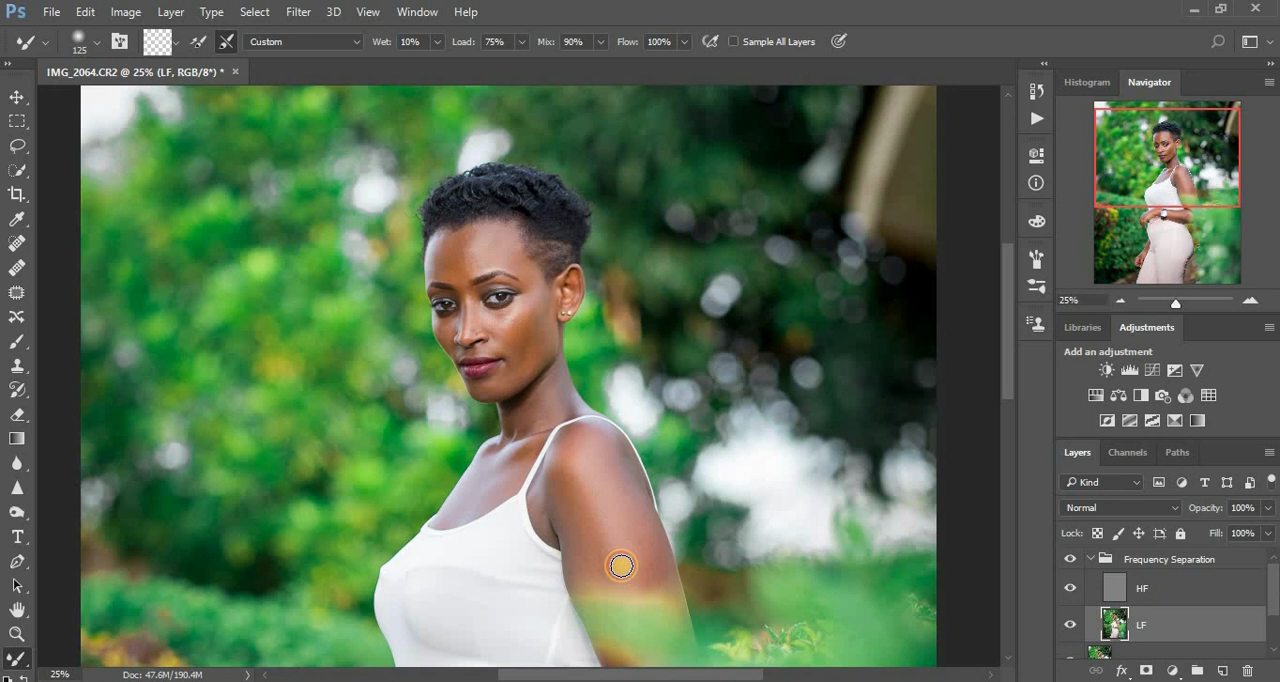 Ps File Edit Image Layer Type Select Filter 3D View Window Help
125 Custom Wet: 10% Load: 75% Mix: 90% Flow: 100% Sample All Layers
IMG_2064.CR2 @ 25% (LF, RGB/8*) * ×
Histogram Navigator
25%
Libraries Adjustments
Add an adjustment
Layers Channels Paths
Kind
Normal Opacity: 100%
Lock: Fill: 100%
Frequency Separation
HF
LF
25% Doc: 47.6M/190.4M